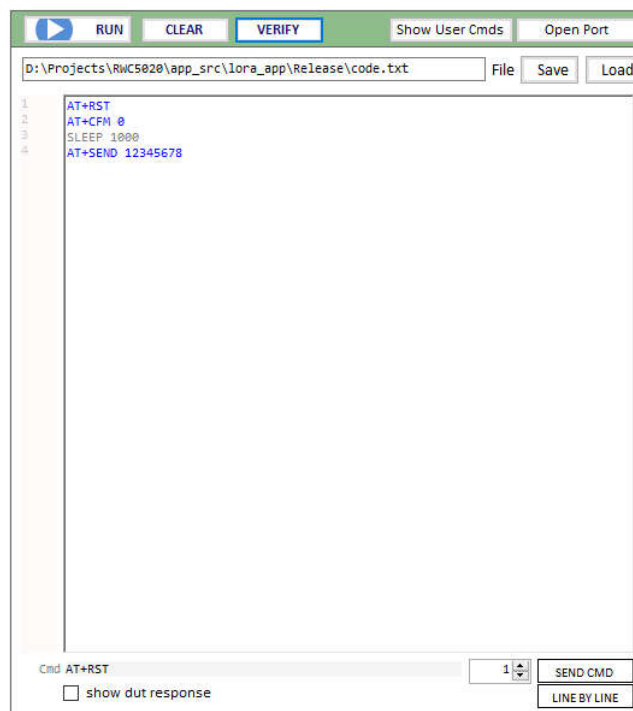 RUN CLEAR VERIFY Show User Cmds Open Port
D:\Projects\RWC5020\app_src\lora_app\Release\code.txt File Save Load
1 AT+RST
2 AT+CFM 0
3 SLEEP 1000
4 AT+SEND 12345678
Cmd AT+RST 1 SEND CMD
show dut response LINE BY LINE